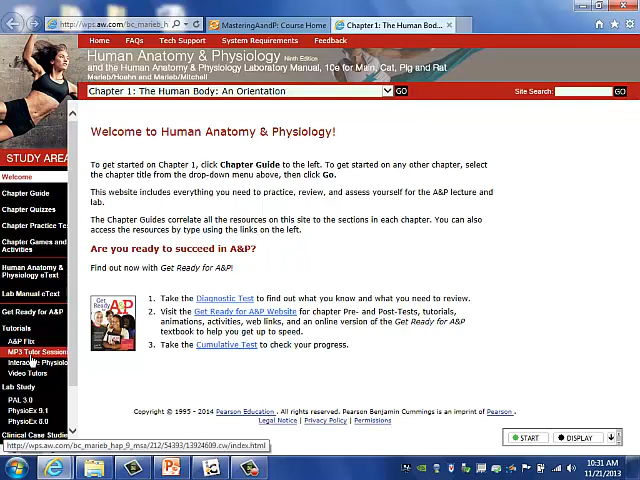 http://wps.aw.com/bc_marieb_h
MasteringAandP: Course Home
Chapter 1: The Human Bod...
Home FAQs Tech Support System Requirements Feedback
Human Anatomy & Physiology Ninth Edition
and the Human Anatomy & Physiology Laboratory Manual, 10e for Main, Cat, Pig and Rat
Marieb/Hoehn and Marieb/Mitchell
Chapter 1: The Human Body: An Orientation GO Site Search: GO
STUDY AREA
Welcome
Chapter Guide
Chapter Quizzes
Chapter Practice Te
Chapter Games and
Activities
Human Anatomy &
Physiology eText
Lab Manual eText
Get Ready for A&P
Tutorials
A&P Flix
MP3 Tutor Sessions
Interactive Physiolo
Video Tutors
Lab Study
PAL 3.0
PhysioEx 9.1
PhysioEx 8.0
Clinical Case Studie
Welcome to Human Anatomy & Physiology!
To get started on Chapter 1, click Chapter Guide to the left. To get started on any other chapter, select
the chapter title from the drop-down menu above, then click Go.
This website includes everything you need to practice, review, and assess yourself for the A&P lecture and
lab.
The Chapter Guides correlate all the resources on this site to the sections in each chapter. You can also
access the resources by type using the links on the left.
Are you ready to succeed in A&P?
Find out now with Get Ready for A&P!
Get
Ready
A&P
1. Take the Diagnostic Test to find out what you know and what you need to review.
2. Visit the Get Ready for A&P Website for chapter Pre- and Post-Tests, tutorials,
animations, activities, web links, and an online version of the Get Ready for A&P
textbook to help you get up to speed.
3. Take the Cumulative Test to check your progress.
Copyright © 1995 - 2014 Pearson Education . All rights reserved. Pearson Benjamin Cummings is an imprint of Pearson .
Legal Notice | Privacy Policy | Permissions
http://wps.aw.com/bc_marieb_hap_9_msa/212/54393/13924609.cw/index.html
START DISPLAY
10:31 AM
11/21/2013